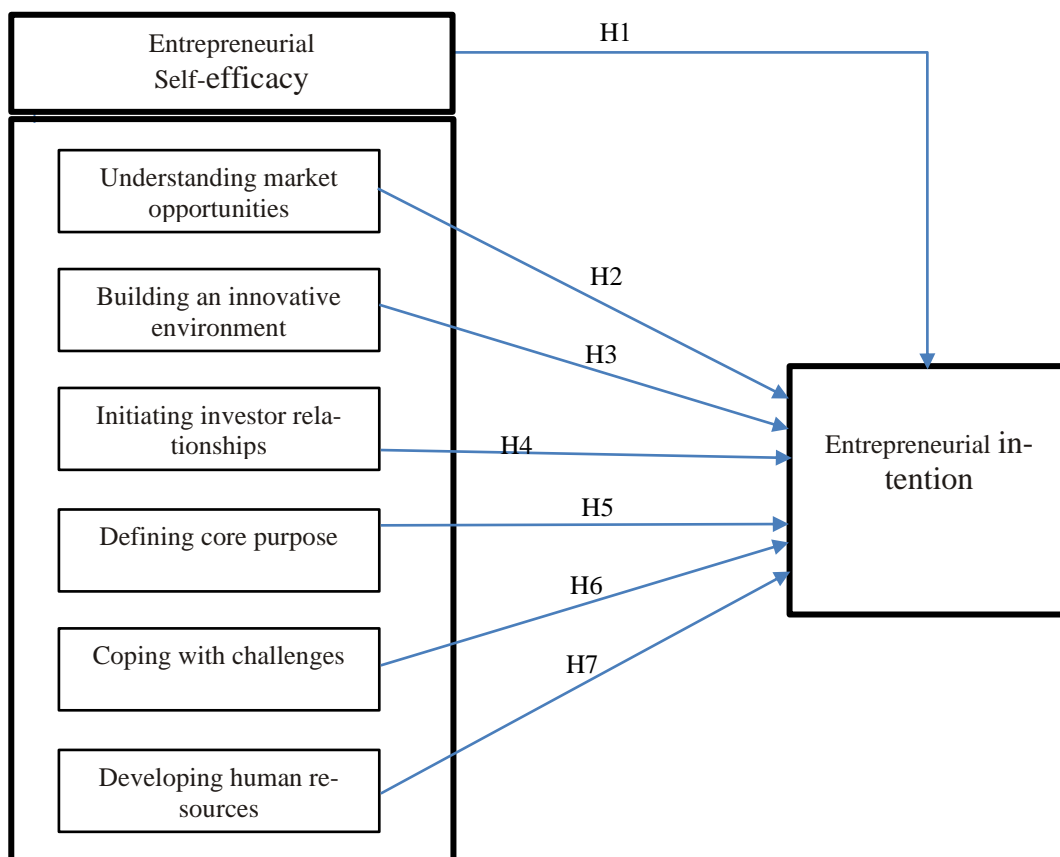 Entrepreneurial
Self-efficacy
H1
Understanding market
opportunities
H2
Building an innovative
environment
H3
Initiating investor rela-
tionships
H4
Entrepreneurial in-
tention
H5
Defining core purpose
H6
Coping with challenges
H7
Developing human re-
sources